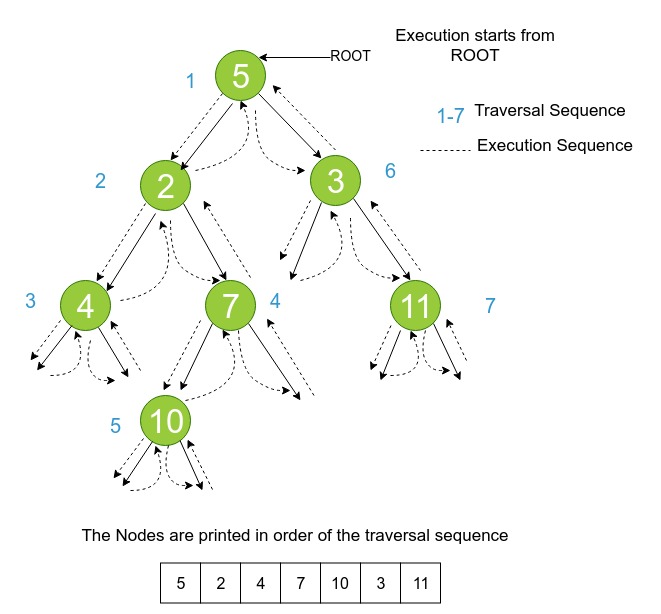 Execution starts from
ROOT
ROOT
5
1
1-7 Traversal Sequence
Execution Sequence
2
2
3
6
3
4
7
4
11
7
5
10
The Nodes are printed in order of the traversal sequence
5 2 4 7 10 3 11